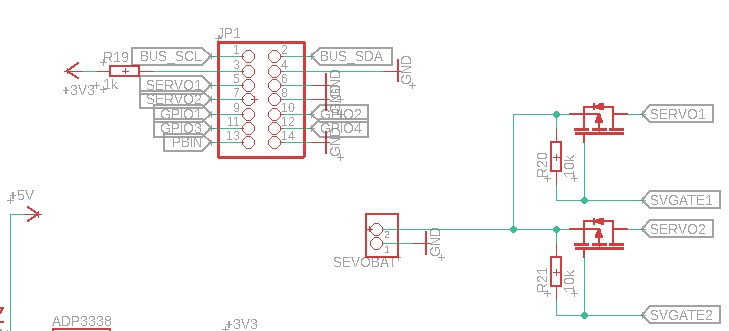 JP1
R19
BUS_SCL
1
2
BUS_SDA
3
4
GND
+3V3
1k
SERVO1
5
6
GND
SERVO2
7
8
GPIO1
9
10
GPIO2
GPIO3
11
12
GPIO4
PBIN
13
14
GND
SERVO1
R20
10k
SVGATE1
+5V
2
1
GND
SEVOBAT
SERVO2
R21
10k
SVGATE2
ADP3338
+3V3